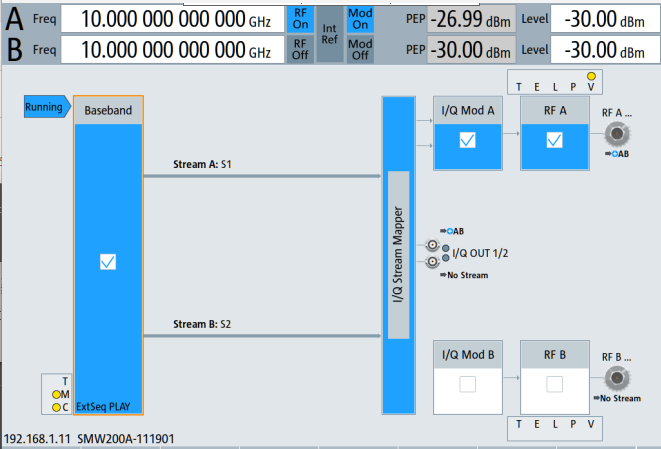 A Freq 10.000 000 000 000 GHz RF On Int Ref Mod On PEP -26.99 dBm Level -30.00 dBm
B Freq 10.000 000 000 000 GHz RF Off Mod Off PEP -30.00 dBm Level -30.00 dBm
T E L P V
Running Baseband I/Q Mod A RF A RF A ...
AB
Stream A: S1
I/Q Stream Mapper
AB
I/Q OUT 1/2
No Stream
Stream B: S2
I/Q Mod B RF B RF B ...
No Stream
T
M
C ExtSeq PLAY
T E L P V
192.168.1.11 SMW200A-111901